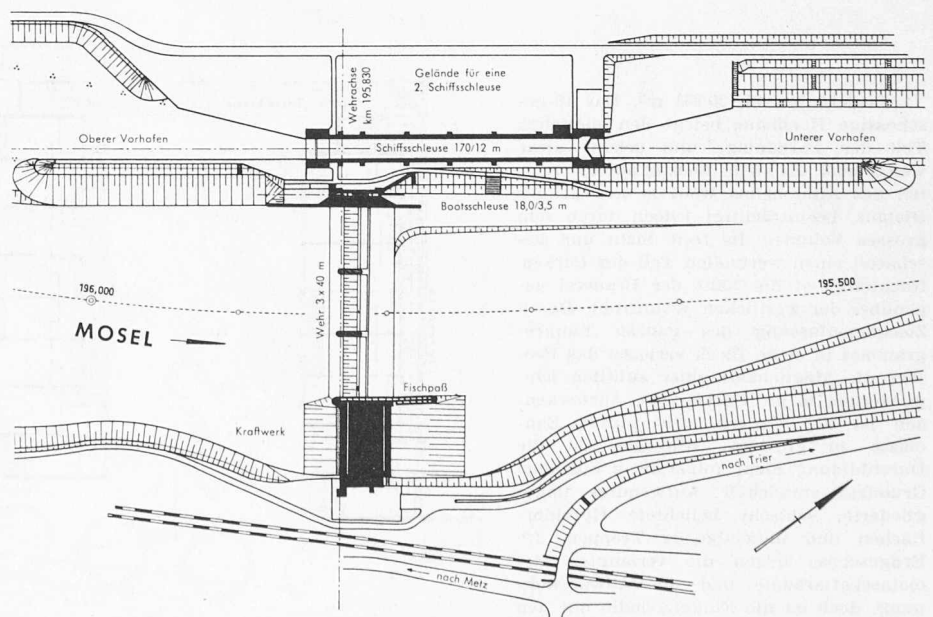 Wehrachse
km 195,830
Gelände für eine
2. Schiffsschleuse
Oberer Vorhafen
Schiffsschleuse 170/12 m
Unterer Vorhafen
Bootsschleuse 18,0/3,5 m
Wehr 3 x 40 m
196,000
195,500
MOSEL
Fischpaß
Kraftwerk
nach Trier
nach Metz